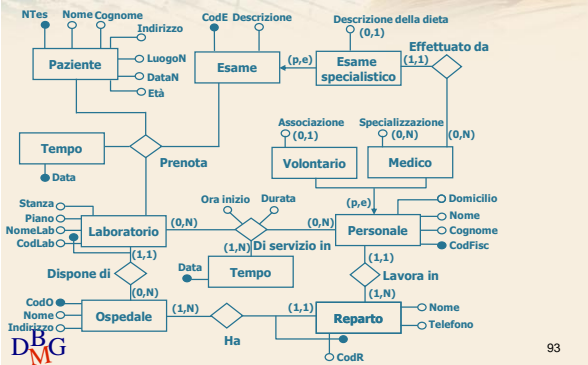 NTes Nome Cognome
Indirizzo
Paziente
LuogoN
DataN
Età
CodE Descrizione
Esame
(p,e)
Descrizione della dieta
(0,1)
Esame
specialistico
(1,1)
Effettuato da
Tempo
Data
Prenota
Associazione
(0,1)
Volontario
Specializzazione
(0,N)
Medico
(0,N)
(p,e)
Stanza
Piano
NomeLab
CodLab
Laboratorio
(0,N)
Ora inizio
Durata
(0,N)
(1,N)
Di servizio in
Data
Tempo
Personale
Domicilio
Nome
Cognome
CodFisc
(1,1)
Dispone di
(0,N)
(1,1)
Lavora in
(1,N)
CodO
Nome
Indirizzo
Ospedale
(1,N)
Ha
(1,1)
Reparto
Nome
Telefono
CodR
DBMG
93